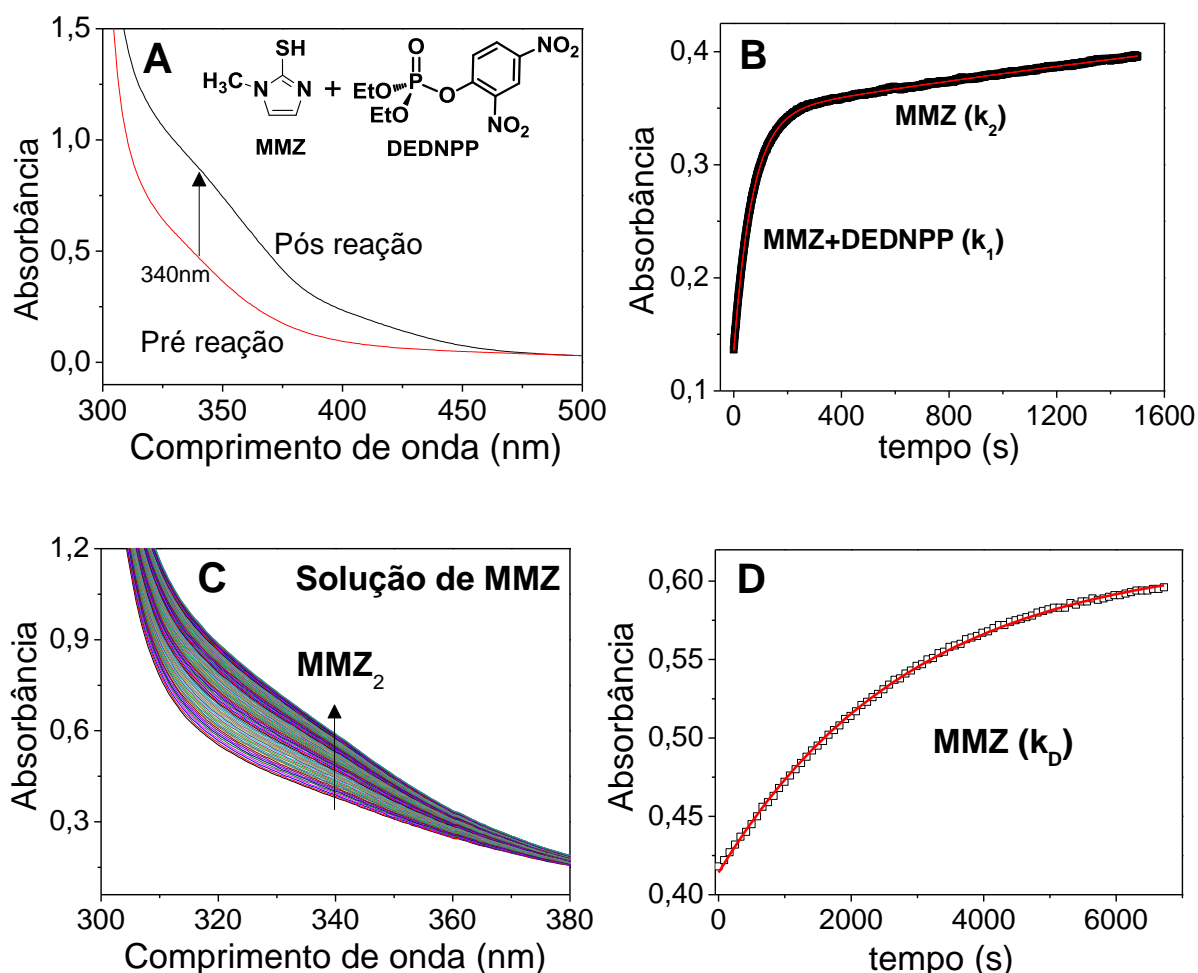 A
SH
H₃C
N
N
+
O
P
EtO
EtO
O
NO₂
NO₂
MMZ
DEDNPP
Pós reação
340nm
Pré reação
1,5
1,0
0,5
0,0
300 350 400 450 500
Absorbância
Comprimento de onda (nm)
B
MMZ (k₂)
MMZ+DEDNPP (k₁)
0,4
0,3
0,2
0,1
0 400 800 1200 1600
Absorbância
tempo (s)
C
Solução de MMZ
MMZ₂
1,2
0,9
0,6
0,3
300 320 340 360 380
Absorbância
Comprimento de onda (nm)
D
MMZ (k_D)
0,60
0,55
0,50
0,45
0,40
0 2000 4000 6000
Absorbância
tempo (s)